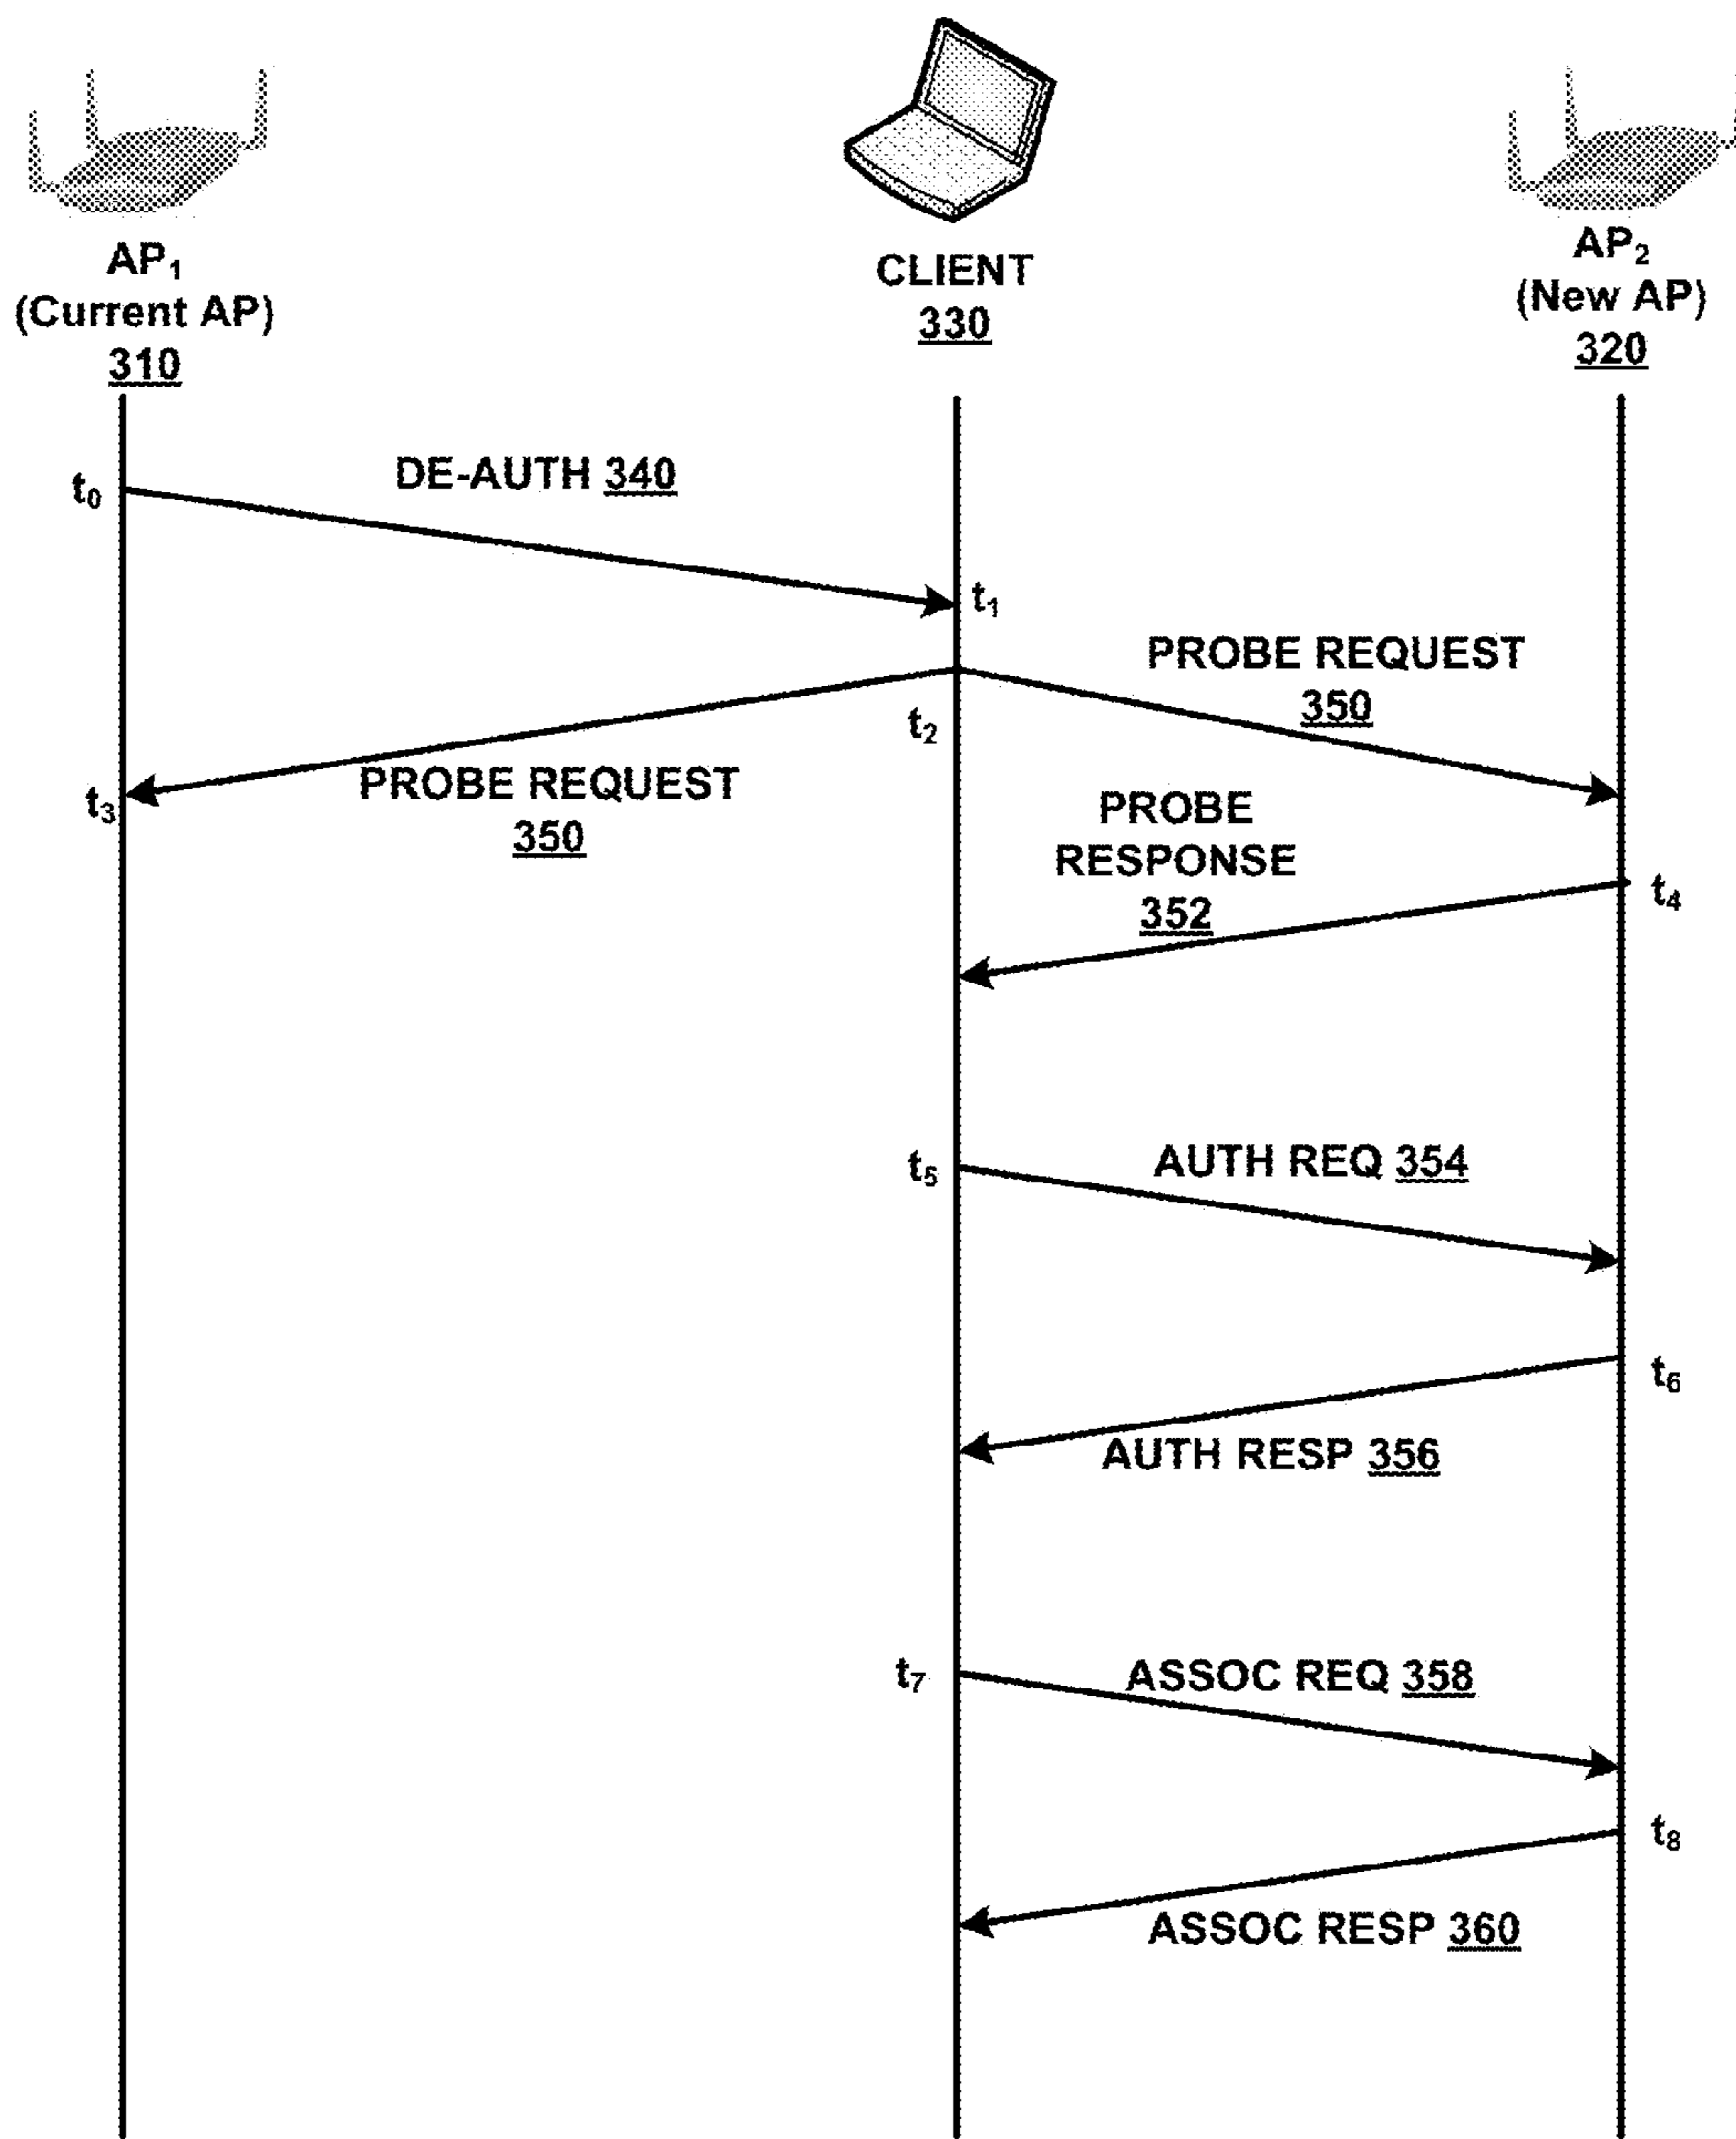 AP₁
(Current AP)
310
CLIENT
330
AP₂
(New AP)
320
t₀
DE-AUTH 340
t₁
PROBE REQUEST
350
t₂
t₃
PROBE REQUEST
350
PROBE
RESPONSE
352
t₄
t₅
AUTH REQ 354
t₆
AUTH RESP 356
t₇
ASSOC REQ 358
t₈
ASSOC RESP 360